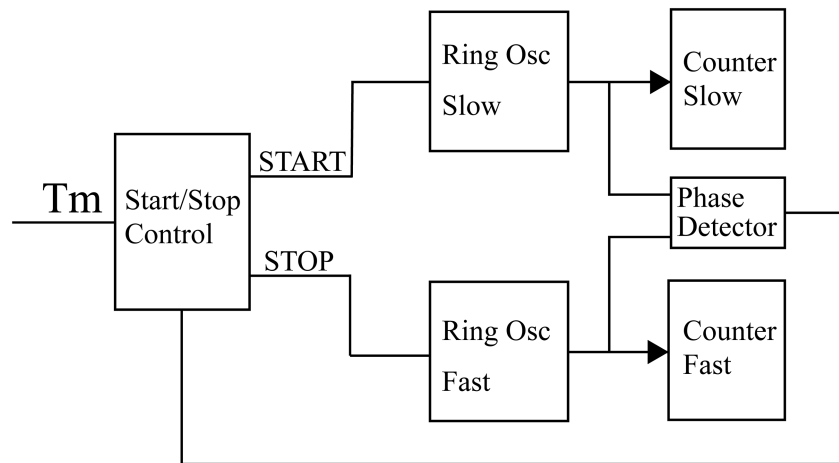 Ring Osc
Slow
Counter
Slow
START
Tm
Start/Stop
Control
Phase
Detector
STOP
Ring Osc
Fast
Counter
Fast